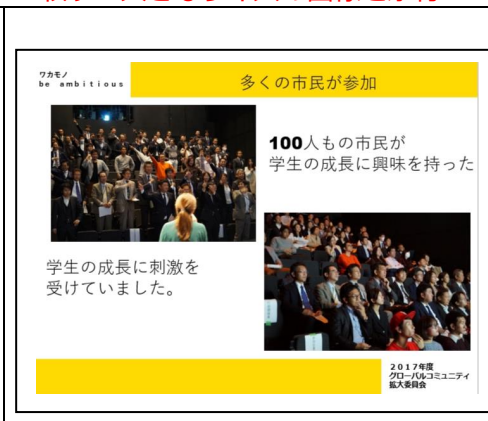 ワカモノ
be ambitious
多くの市民が参加
100人もの市民が
学生の成長に興味を持った
学生の成長に刺激を
受けていました。
2017年度
グローバルコミュニティ
拡大委員会